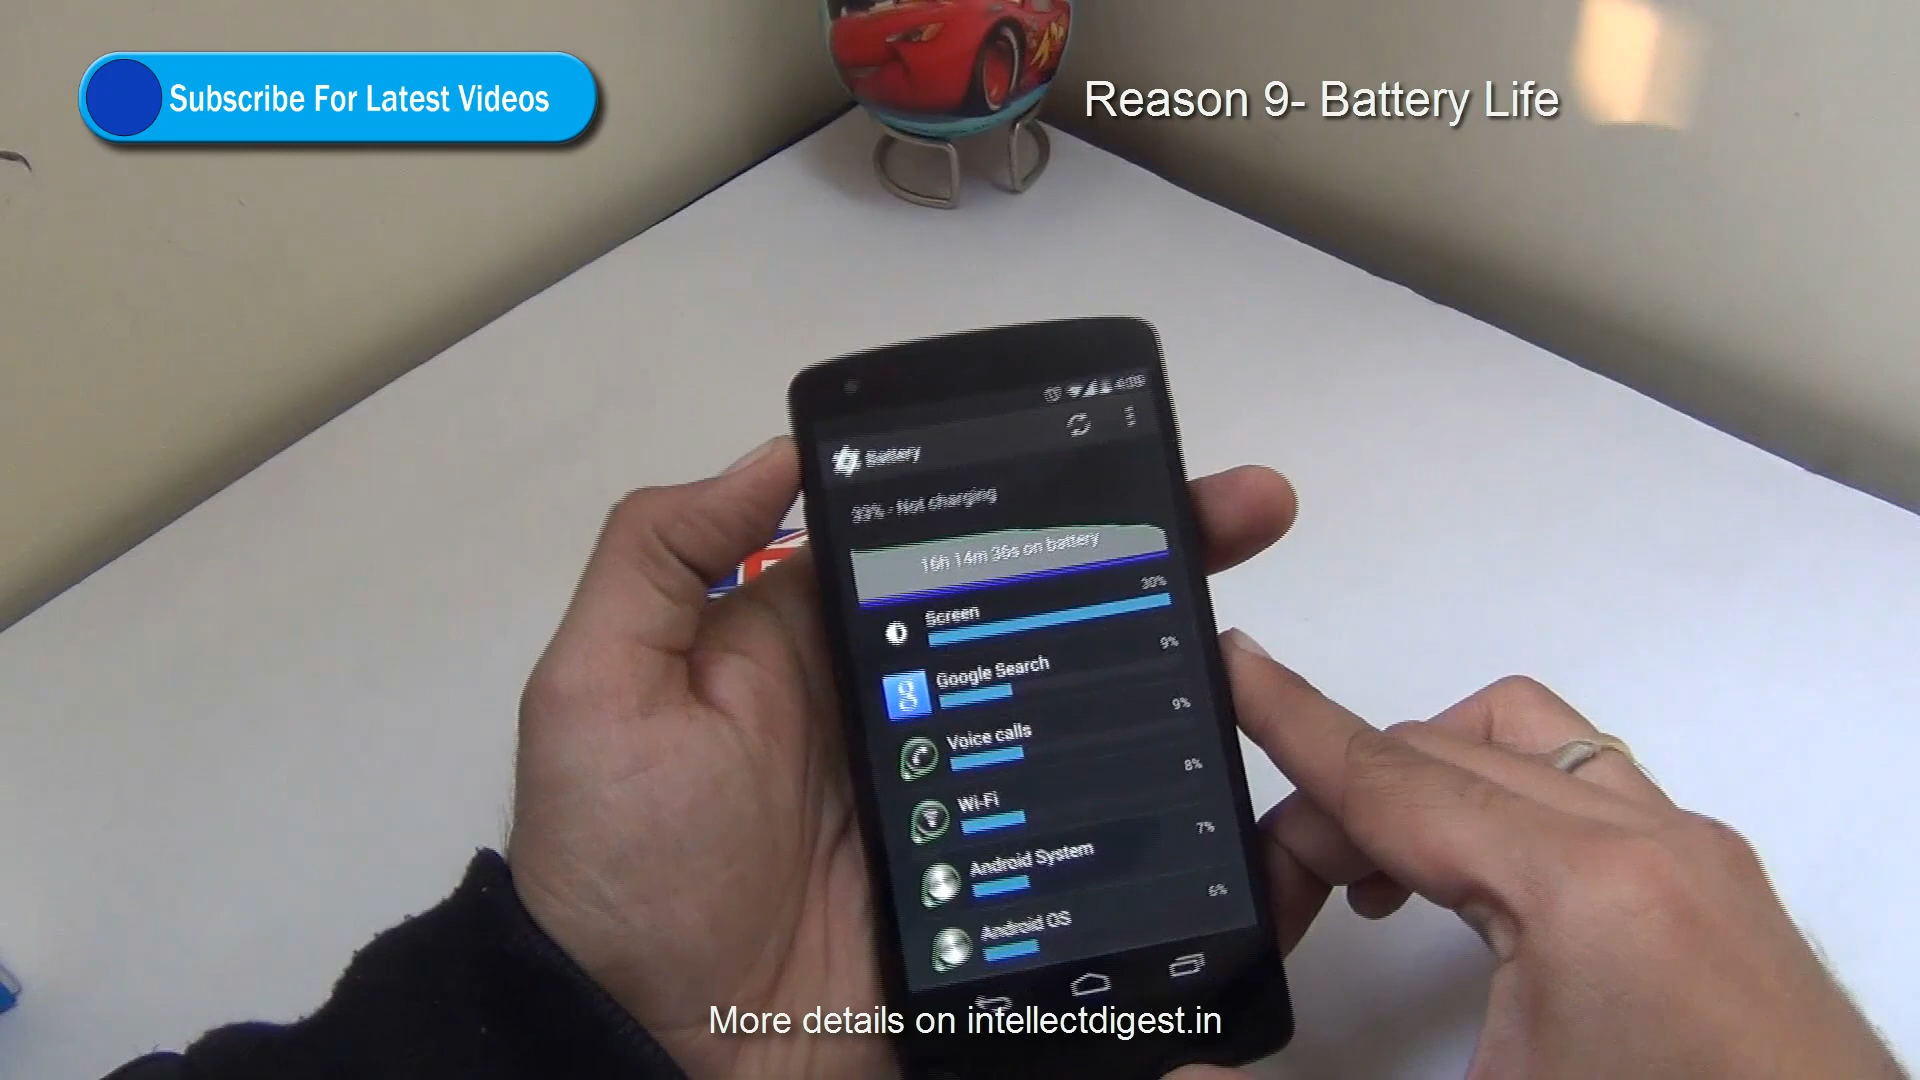 Subscribe For Latest Videos
Reason 9- Battery Life
Battery
33% - Not charging
16h 14m 36s on battery
Screen
30%
Google Search
9%
Voice calls
9%
Wi-Fi
8%
Android System
7%
Android OS
6%
More details on intellectdigest.in